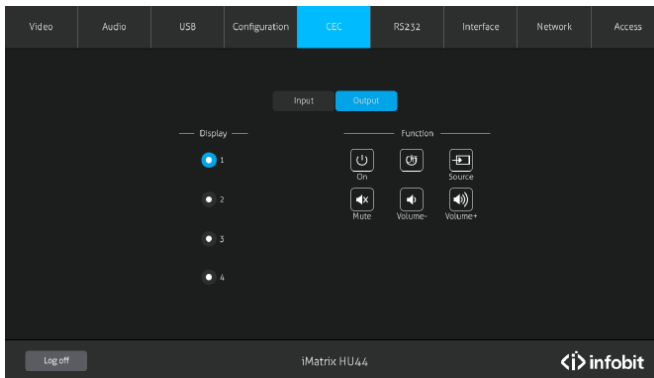 Video Audio USB Configuration CEC RS232 Interface Network Access
Input Output
Display Function
1
On Source
2
Mute Volume- Volume+
3
4
Log off iMatrix HU44 <i> infobit